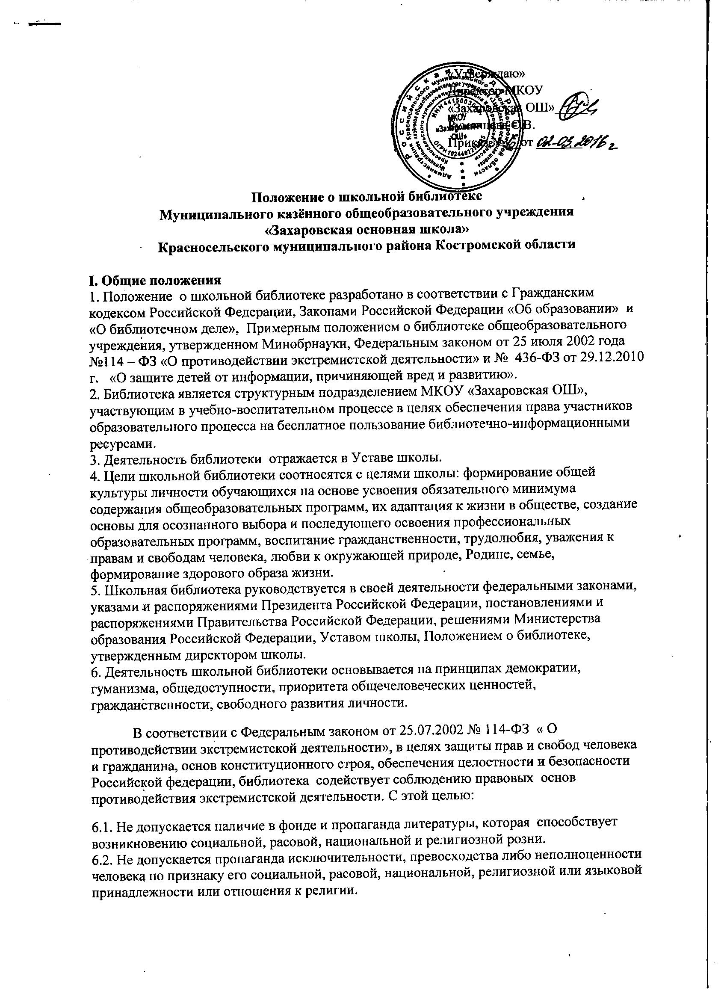 «Утверждаю»
Директор МКОУ
«Захаровская ОШ»
Румянцева С.В.
Приказ № от 02.03.2016 г
Положение о школьной библиотеке
Муниципального казённого общеобразовательного учреждения
«Захаровская основная школа»
Красносельского муниципального района Костромской области
I. Общие положения
1. Положение о школьной библиотеке разработано в соответствии с Гражданским
кодексом Российской Федерации, Законами Российской Федерации «Об образовании» и
«О библиотечном деле», Примерным положением о библиотеке общеобразовательного
учреждения, утвержденном Минобрнауки, Федеральным законом от 25 июля 2002 года
№114 – ФЗ «О противодействии экстремистской деятельности» и № 436-ФЗ от 29.12.2010
г. «О защите детей от информации, причиняющей вред и развитию».
2. Библиотека является структурным подразделением МКОУ «Захаровская ОШ»,
участвующим в учебно-воспитательном процессе в целях обеспечения права участников
образовательного процесса на бесплатное пользование библиотечно-информационными
ресурсами.
3. Деятельность библиотеки отражается в Уставе школы.
4. Цели школьной библиотеки соотносятся с целями школы: формирование общей
культуры личности обучающихся на основе усвоения обязательного минимума
содержания общеобразовательных программ, их адаптация к жизни в обществе, создание
основы для осознанного выбора и последующего освоения профессиональных
образовательных программ, воспитание гражданственности, трудолюбия, уважения к
правам и свободам человека, любви к окружающей природе, Родине, семье,
формирование здорового образа жизни.
5. Школьная библиотека руководствуется в своей деятельности федеральными законами,
указами и распоряжениями Президента Российской Федерации, постановлениями и
распоряжениями Правительства Российской Федерации, решениями Министерства
образования Российской Федерации, Уставом школы, Положением о библиотеке,
утвержденным директором школы.
6. Деятельность школьной библиотеки основывается на принципах демократии,
гуманизма, общедоступности, приоритета общечеловеческих ценностей,
гражданственности, свободного развития личности.
В соответствии с Федеральным законом от 25.07.2002 № 114-ФЗ « О
противодействии экстремистской деятельности», в целях защиты прав и свобод человека
и гражданина, основ конституционного строя, обеспечения целостности и безопасности
Российской федерации, библиотека содействует соблюдению правовых основ
противодействия экстремистской деятельности. С этой целью:
6.1. Не допускается наличие в фонде и пропаганда литературы, которая способствует
возникновению социальной, расовой, национальной и религиозной розни.
6.2. Не допускается пропаганда исключительности, превосходства либо неполноценности
человека по признаку его социальной, расовой, национальной, религиозной или языковой
принадлежности или отношения к религии.